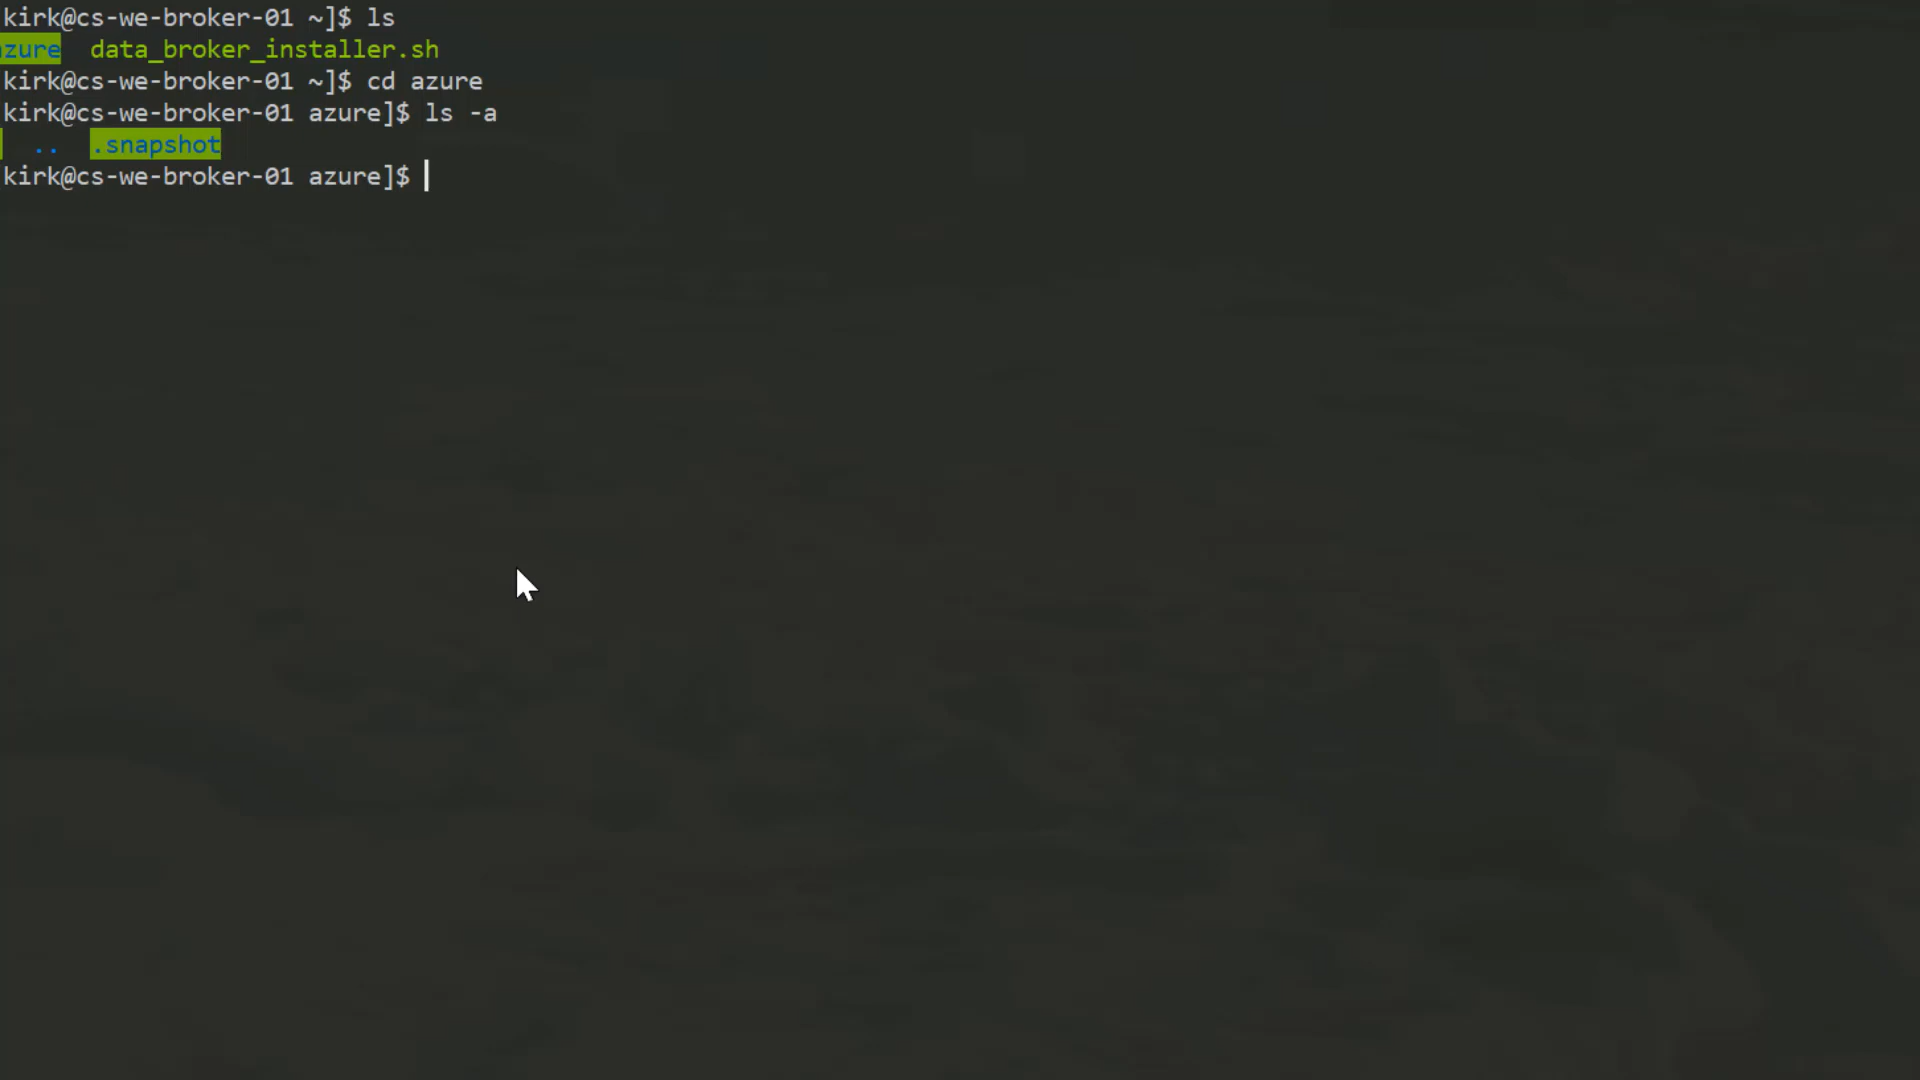 kirk@cs-we-broker-01 ~]$ ls
azure  data_broker_installer.sh
kirk@cs-we-broker-01 ~]$ cd azure
kirk@cs-we-broker-01 azure]$ ls -a
..  .snapshot
kirk@cs-we-broker-01 azure]$